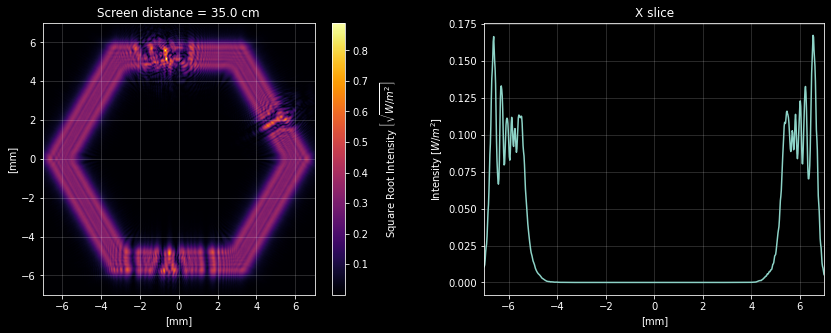 Screen distance = 35.0 cm
[mm]
6
4
2
0
−2
−4
−6
−6 −4 −2 0 2 4 6
[mm]
0.8
0.7
0.6
0.5
0.4
0.3
0.2
0.1
Square Root Intensity [√W/m²]
X slice
Intensity [W/m²]
0.175
0.150
0.125
0.100
0.075
0.050
0.025
0.000
−6 −4 −2 0 2 4 6
[mm]